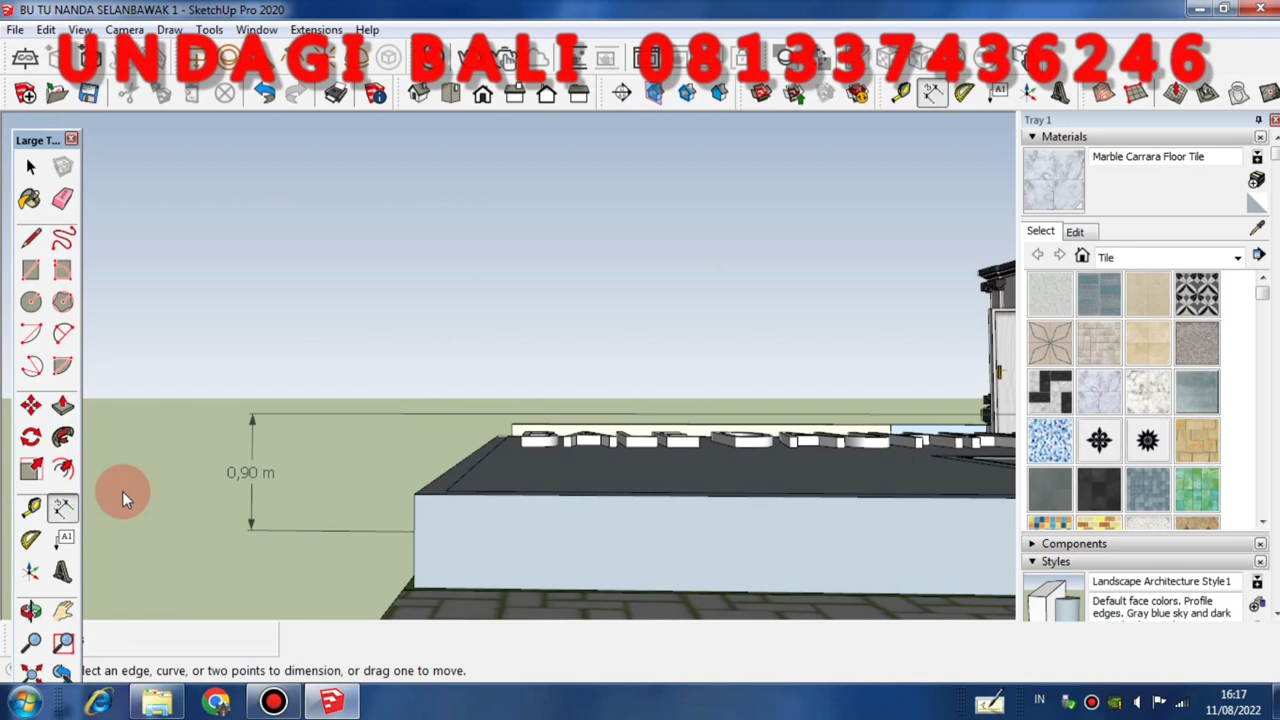 BU TU NANDA SELANBAWAK 1 - SketchUp Pro 2020
File Edit View Camera Draw Tools Window Extensions Help
UNDAGI BALI 081337436246
Large T...
Tray 1
Materials
Marble Carrara Floor Tile
Select Edit
Tile
0,90 m
A1
A1
Components
Styles
Landscape Architecture Style1
Default face colors. Profile
edges. Gray blue sky and dark
lect an edge, curve, or two points to dimension, or drag one to move.
IN
16:17
11/08/2022